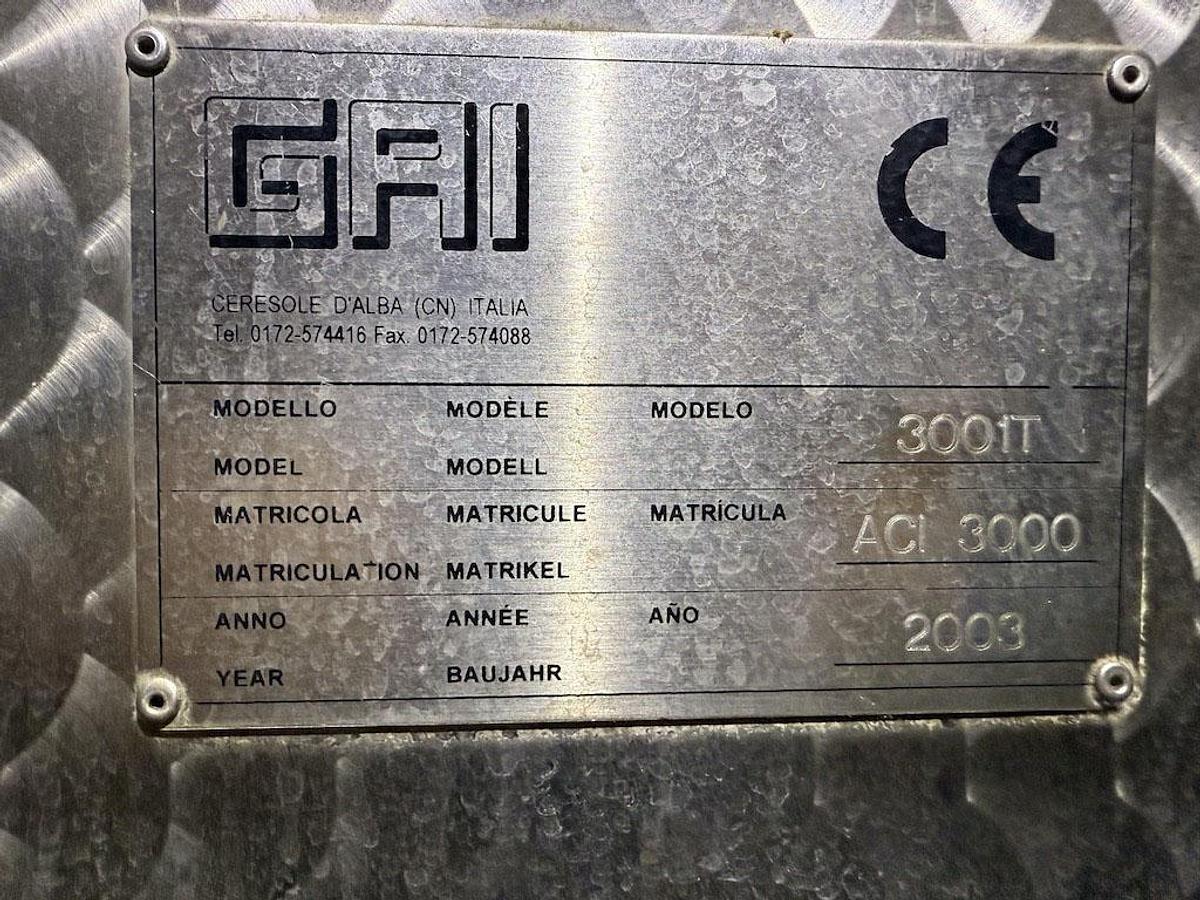 GAI
CE
CERESOLE D'ALBA (CN) ITALIA
Tel. 0172-574416 Fax. 0172-574088
MODELLO MODÈLE MODELO 3001T
MODEL MODELL
MATRICOLA MATRICULE MATRÍCULA ACI 3000
MATRICULATION MATRIKEL
ANNO ANNÉE AÑO 2003
YEAR BAUJAHR